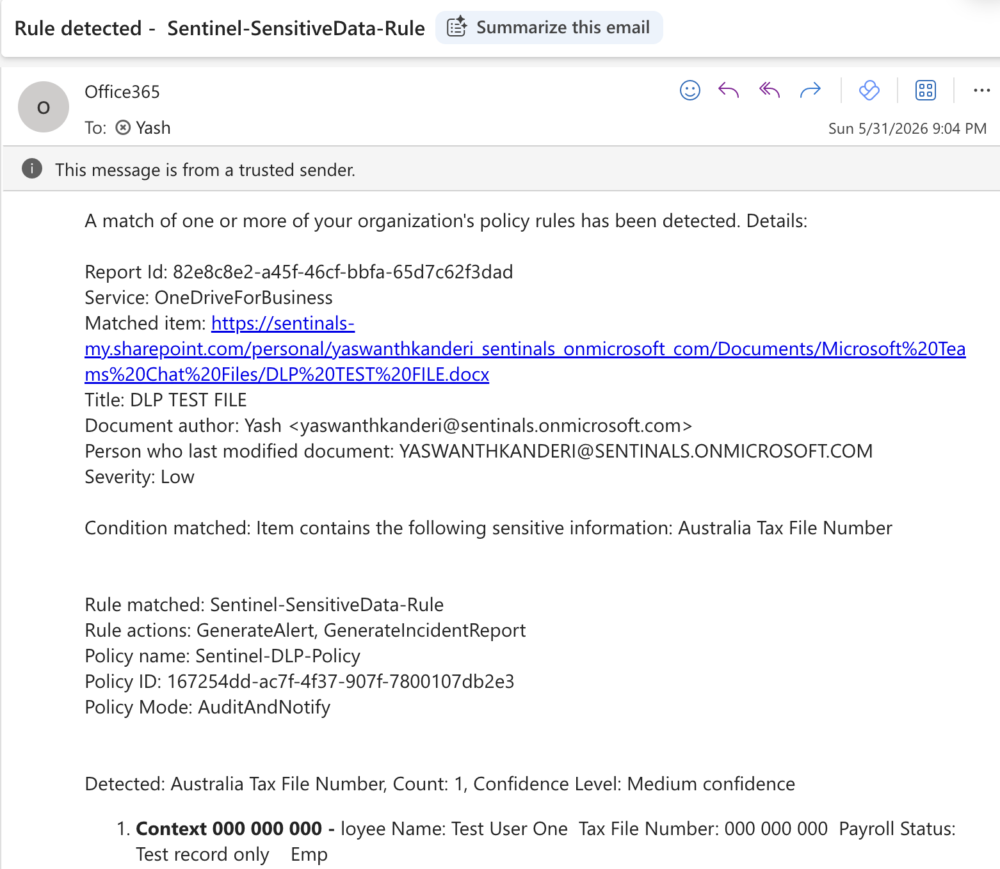 Rule detected - Sentinel-SensitiveData-Rule Summarize this email
O
Office365
To: Yash
Sun 5/31/2026 9:04 PM
This message is from a trusted sender.
A match of one or more of your organization's policy rules has been detected. Details:
Report Id: 82e8c8e2-a45f-46cf-bbfa-65d7c62f3dad
Service: OneDriveForBusiness
Matched item: https://sentinals-
my.sharepoint.com/personal/yaswanthkanderi_sentinals_onmicrosoft_com/Documents/Microsoft%20Tea
ms%20Chat%20Files/DLP%20TEST%20FILE.docx
Title: DLP TEST FILE
Document author: Yash <yaswanthkanderi@sentinals.onmicrosoft.com>
Person who last modified document: YASWANTHKANDERI@SENTINALS.ONMICROSOFT.COM
Severity: Low
Condition matched: Item contains the following sensitive information: Australia Tax File Number
Rule matched: Sentinel-SensitiveData-Rule
Rule actions: GenerateAlert, GenerateIncidentReport
Policy name: Sentinel-DLP-Policy
Policy ID: 167254dd-ac7f-4f37-907f-7800107db2e3
Policy Mode: AuditAndNotify
Detected: Australia Tax File Number, Count: 1, Confidence Level: Medium confidence
1. Context 000 000 000 - loyee Name: Test User One Tax File Number: 000 000 000 Payroll Status:
Test record only Emp